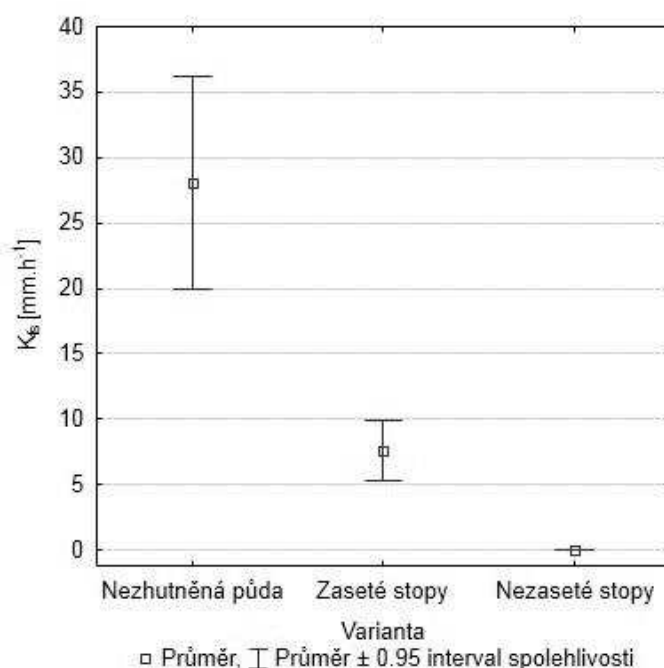 40
35
30
25
20
15
10
5
0
K_fs [mm.h⁻¹]
Nezhutněná půda Zaseté stopy Nezaseté stopy
Varianta
Průměr, Průměr ± 0.95 interval spolehlivosti